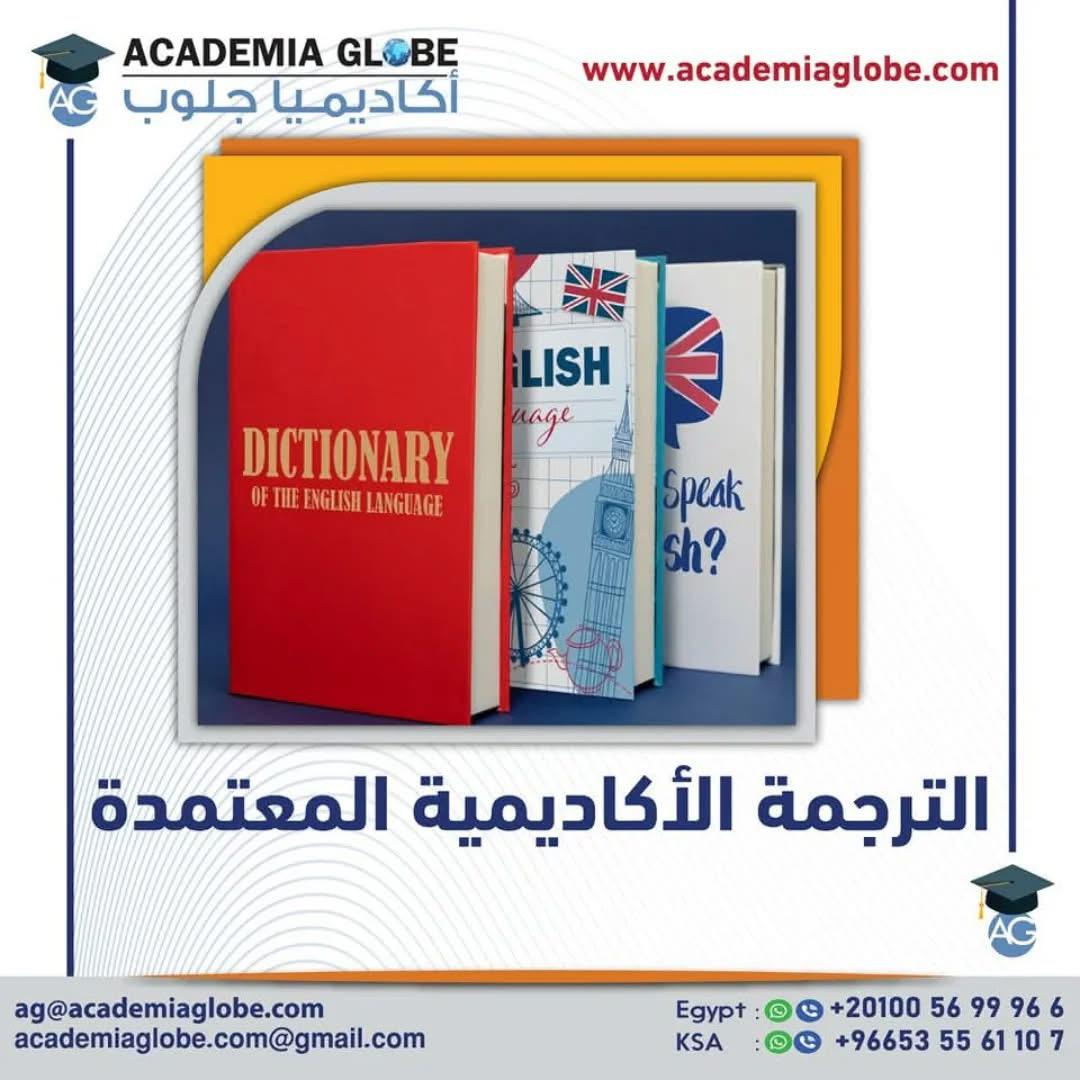 ACADEMIA GLOBE
أكاديميا جلوب
AG
www.academiaglobe.com
DICTIONARY
OF THE ENGLISH LANGUAGE
GLISH
uage
Speak
sh?
الترجمة الأكاديمية المعتمدة
AG
ag@academiaglobe.com
academiaglobe.com@gmail.com
Egypt : +20100 56 99 96 6
KSA : +96653 55 61 10 7